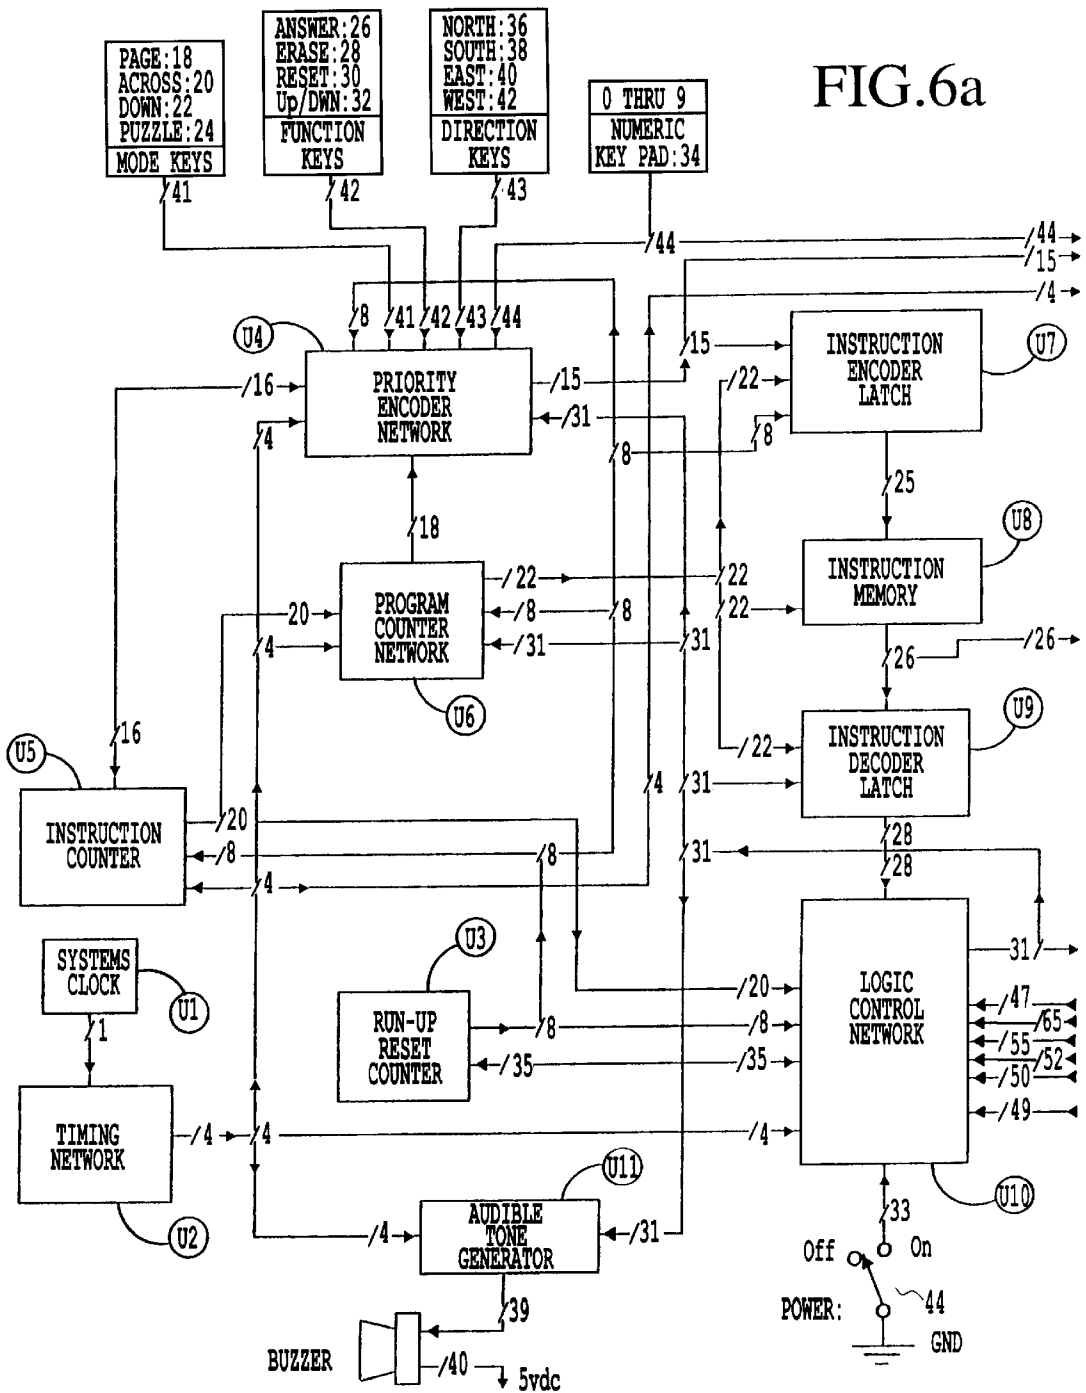 FIG.6a
PAGE:18
ACROSS:20
DOWN:22
PUZZLE:24
MODE KEYS
ANSWER:26
ERASE:28
RESET:30
Up/DWN:32
FUNCTION
KEYS
NORTH:36
SOUTH:38
EAST:40
WEST:42
DIRECTION
KEYS
0 THRU 9
NUMERIC
KEY PAD:34
/41
/42
/43
/44
/44
/15
/4
/8
/41
/42
/43
/44
U4
PRIORITY
ENCODER
NETWORK
/16
/4
/15
/31
/15
/22
/8
/8
INSTRUCTION
ENCODER
LATCH
U7
/25
/18
U8
INSTRUCTION
MEMORY
/22
/22
/22
PROGRAM
COUNTER
NETWORK
20
/4
/8
/31
/8
/31
U6
/26
/26
U9
INSTRUCTION
DECODER
LATCH
/22
/31
/4
/16
U5
INSTRUCTION
COUNTER
/20
/8
/4
/8
/31
/28
/28
SYSTEMS
CLOCK
U1
/1
U3
RUN-UP
RESET
COUNTER
/8
/35
/20
/8
/35
/4
LOGIC
CONTROL
NETWORK
31
/47
/65
/55
/52
/50
/49
U10
TIMING
NETWORK
/4
/4
U2
U11
AUDIBLE
TONE
GENERATOR
/4
/31
/39
/33
Off
On
44
POWER:
GND
BUZZER
/40
5vdc